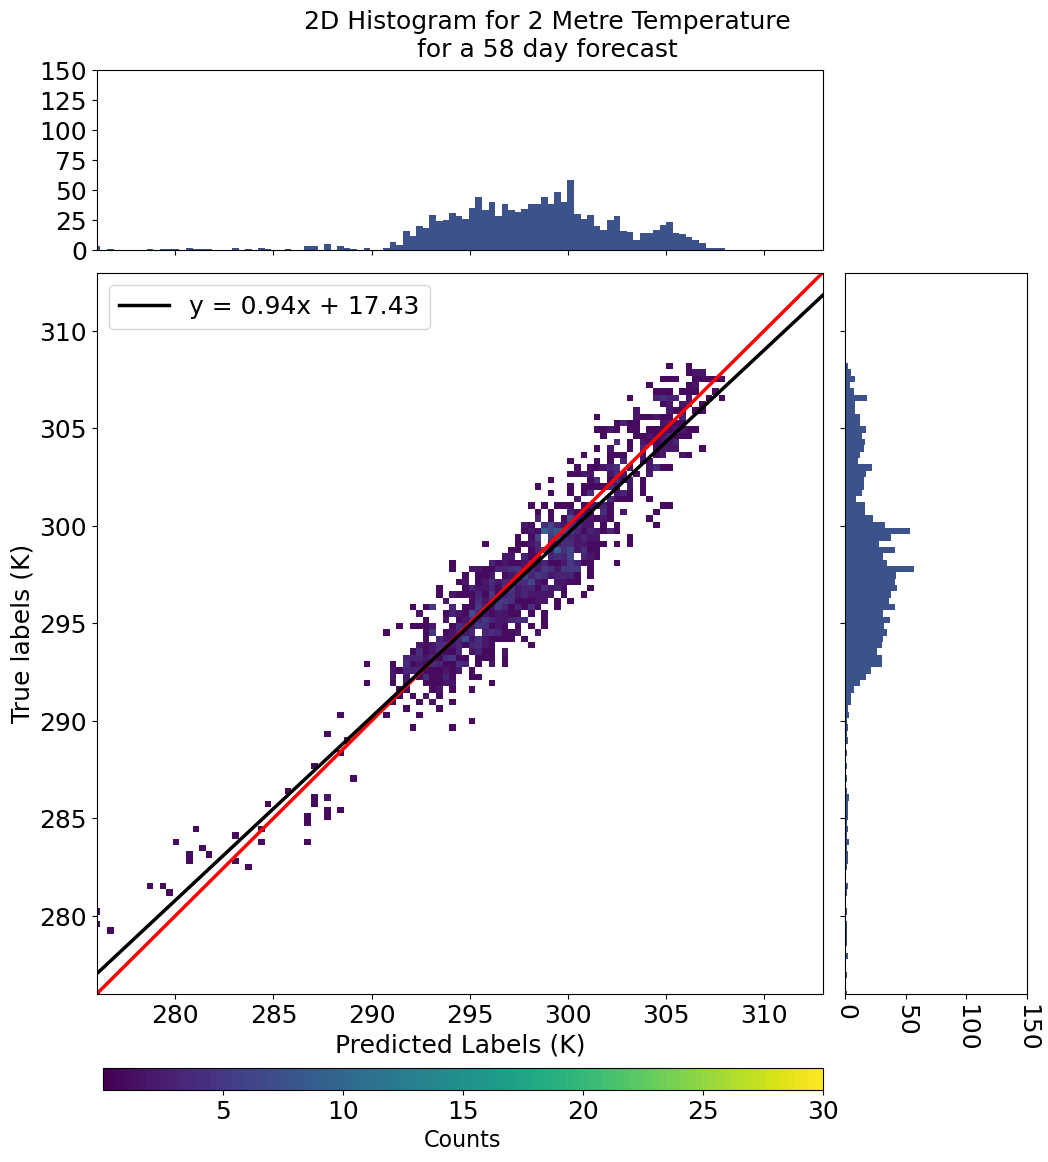 2D Histogram for 2 Metre Temperature
for a 58 day forecast
150
125
100
75
50
25
0
y = 0.94x + 17.43
310
305
300
295
290
285
280
True labels (K)
280 285 290 295 300 305 310
Predicted Labels (K)
0 50 100 150
5 10 15 20 25 30
Counts